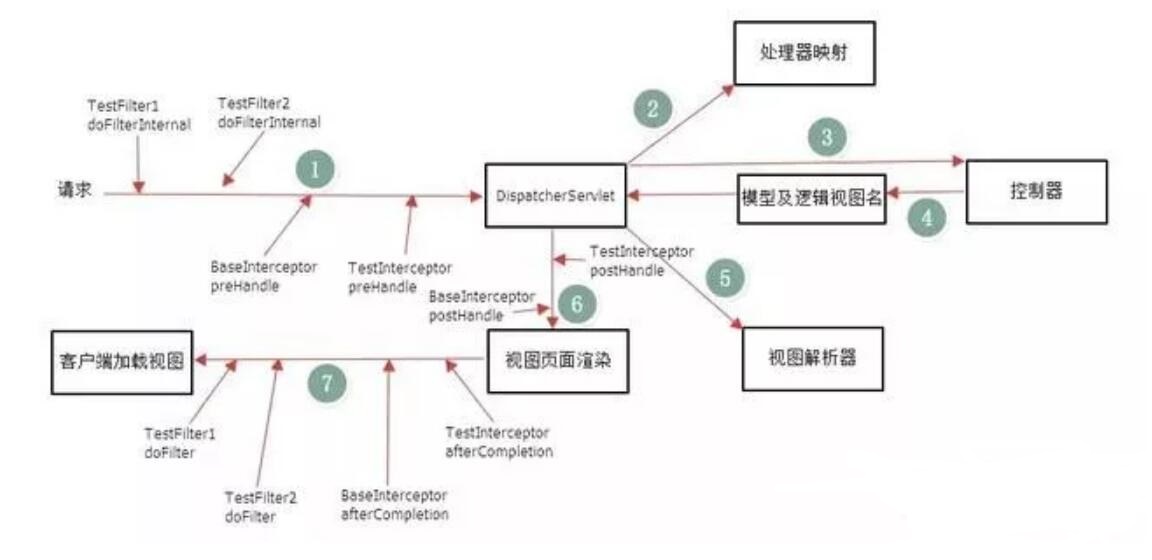 处理器映射
TestFilter1
doFilterInternal
TestFilter2
doFilterInternal
2
3
1
请求
DispatcherServlet
模型及逻辑视图名
控制器
4
BaseInterceptor
preHandle
TestInterceptor
preHandle
TestInterceptor
postHandle
5
BaseInterceptor
postHandle
6
客户端加载视图
视图页面渲染
视图解析器
7
TestFilter1
doFilter
TestInterceptor
afterCompletion
TestFilter2
doFilter
BaseInterceptor
afterCompletion